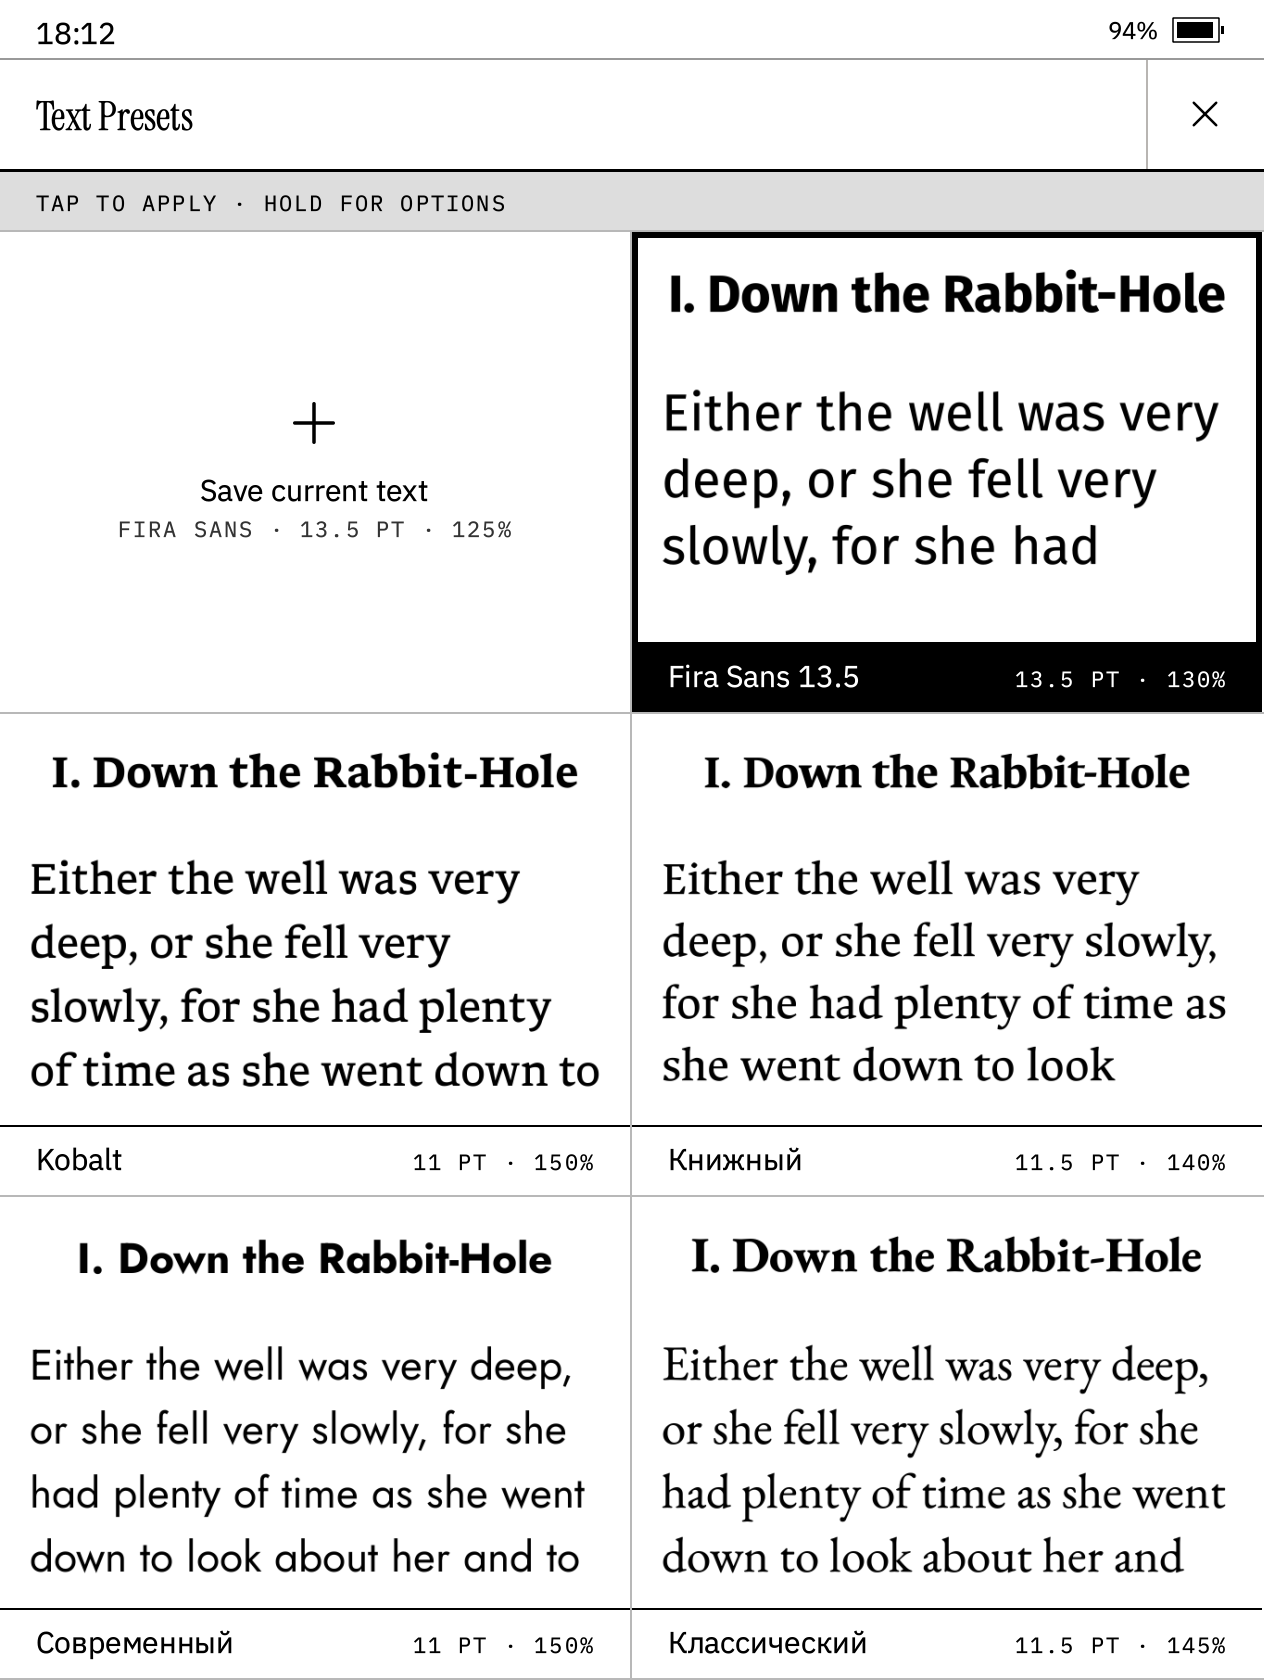 18:12
94%
Text Presets
TAP TO APPLY · HOLD FOR OPTIONS
Save current text
FIRA SANS · 13.5 PT · 125%
I. Down the Rabbit-Hole
Either the well was very
deep, or she fell very
slowly, for she had
Fira Sans 13.5
13.5 PT · 130%
I. Down the Rabbit-Hole
Either the well was very
deep, or she fell very
slowly, for she had plenty
of time as she went down to
Kobalt
11 PT · 150%
I. Down the Rabbit-Hole
Either the well was very
deep, or she fell very slowly,
for she had plenty of time as
she went down to look
Книжный
11.5 PT · 140%
I. Down the Rabbit-Hole
Either the well was very deep,
or she fell very slowly, for she
had plenty of time as she went
down to look about her and to
Современный
11 PT · 150%
I. Down the Rabbit-Hole
Either the well was very deep,
or she fell very slowly, for she
had plenty of time as she went
down to look about her and
Классический
11.5 PT · 145%